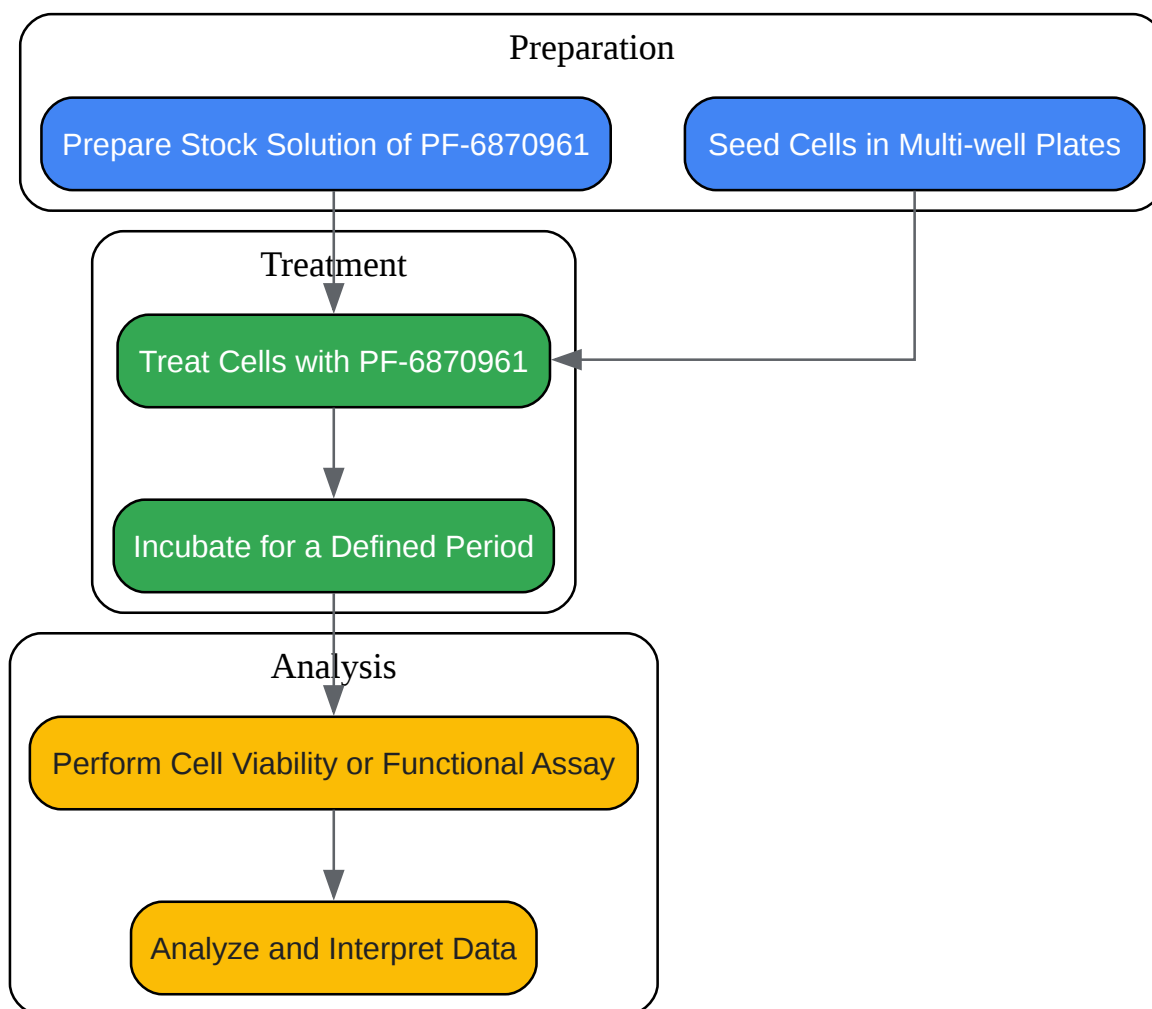 Preparation
Prepare Stock Solution of PF-6870961
Seed Cells in Multi-well Plates
Treatment
Treat Cells with PF-6870961
Incubate for a Defined Period
Analysis
Perform Cell Viability or Functional Assay
Analyze and Interpret Data